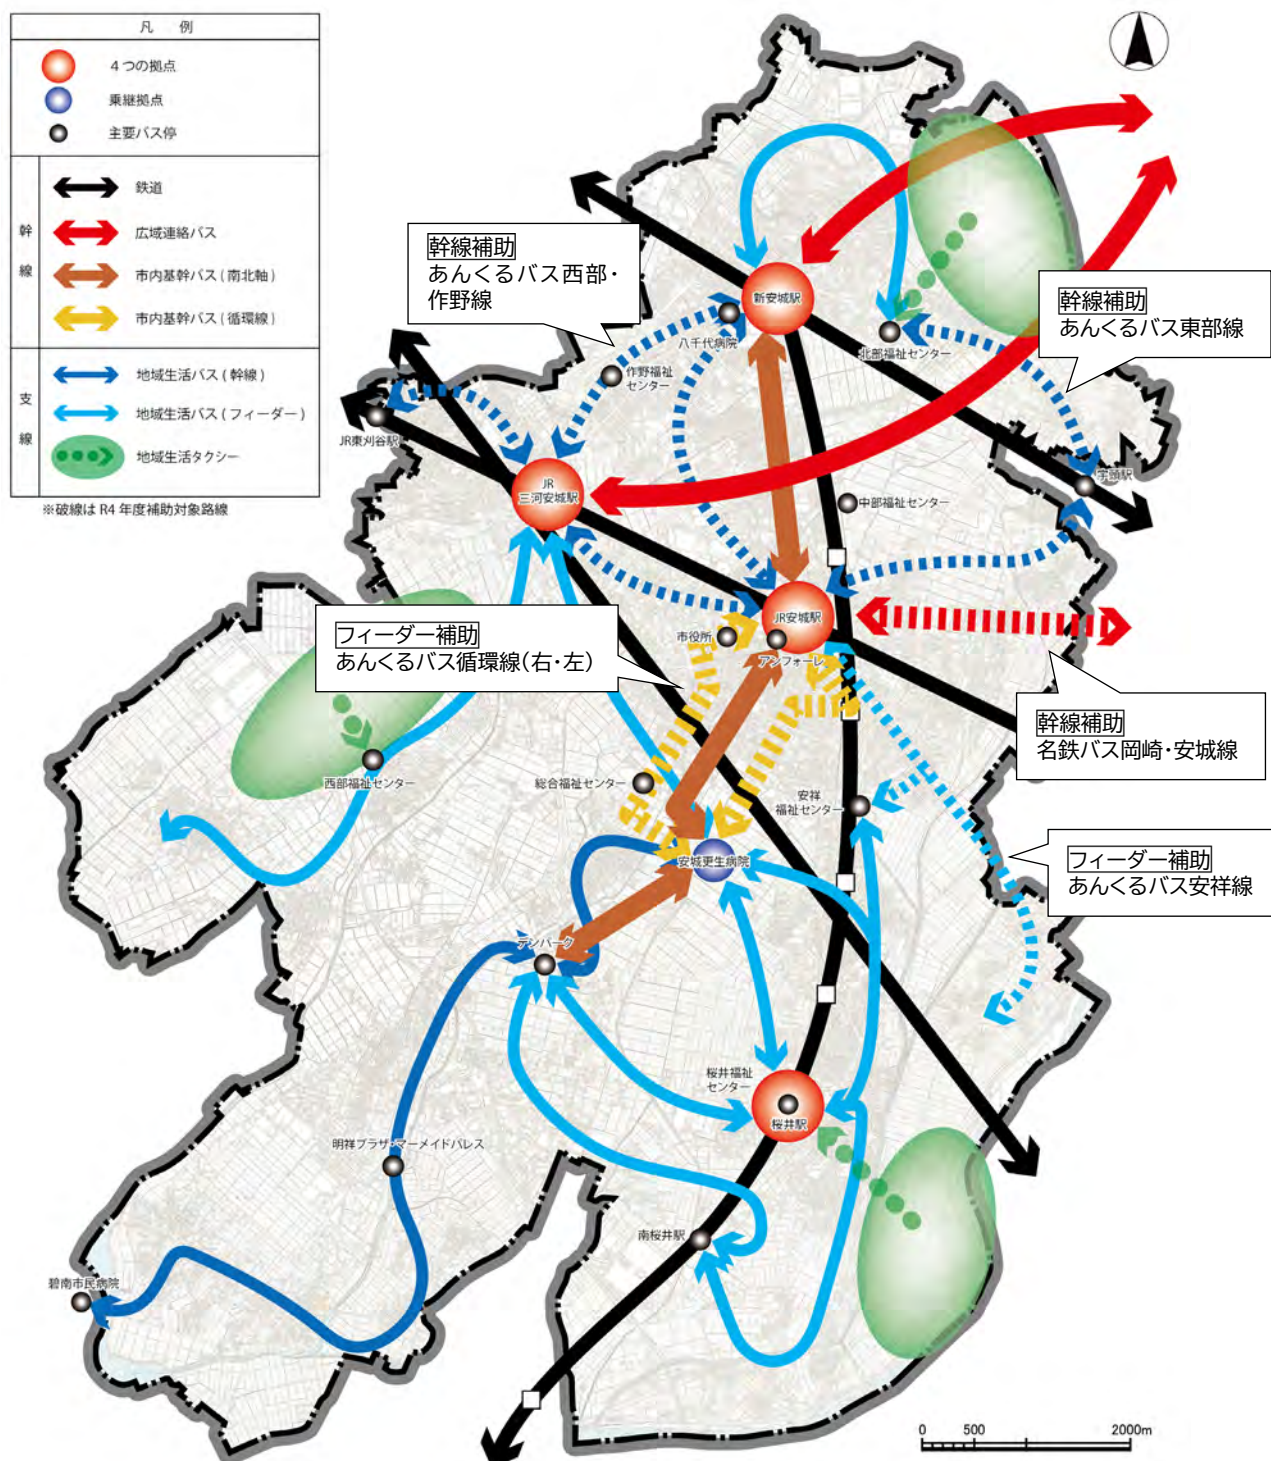 凡 例
4つの拠点
乗継拠点
主要バス停
幹線
鉄道
広域連絡バス
市内基幹バス(南北軸)
市内基幹バス(循環線)
支線
地域生活バス(幹線)
地域生活バス(フィーダー)
地域生活タクシー
※破線は R4 年度補助対象路線
幹線補助
あんくるバス西部・
作野線
幹線補助
あんくるバス東部線
新安城駅
八千代病院
北部福祉センター
作野福祉
センター
JR東刈谷駅
宇頭駅
JR
三河安城駅
中部福祉センター
フィーダー補助
あんくるバス循環線(右・左)
JR安城駅
市役所
アンフォーレ
幹線補助
名鉄バス岡崎・安城線
西部福祉センター
総合福祉センター
安祥
福祉センター
安城更生病院
フィーダー補助
あんくるバス安祥線
デンパーク
桜井福祉
センター
桜井駅
明祥プラザ・マーメイドパレス
南桜井駅
碧南市民病院
0 500 2000m